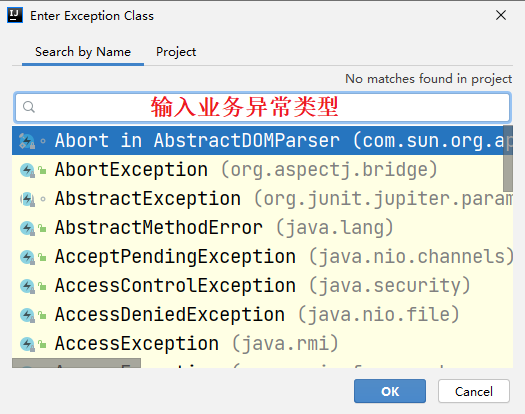 Enter Exception Class
Search by Name Project
No matches found in project
输入业务异常类型
Abort in AbstractDOMParser (com.sun.org.ap
AbortException (org.aspectj.bridge)
AbstractException (org.junit.jupiter.param
AbstractMethodError (java.lang)
AcceptPendingException (java.nio.channels)
AccessControlException (java.security)
AccessDeniedException (java.nio.file)
AccessException (java.rmi)
OK Cancel